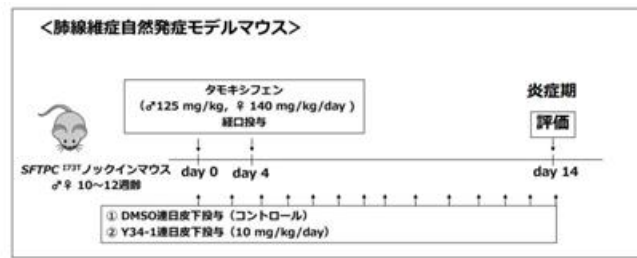 <肺線維症自然発症モデルマウス>
タモキシフェン
(♂125 mg/kg, ♀ 140 mg/kg/day )
経口投与
炎症期
評価
SFTPC I73Tノックインマウス
♂♀ 10~12週齢
day 0
day 4
day 14
① DMSO連日皮下投与(コントロール)
② Y34-1連日皮下投与(10 mg/kg/day)